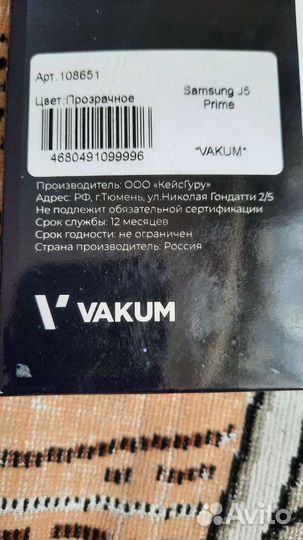 Арт.108651
Цвет:Прозрачное
Samsung J5
Prime
4680491099996
*VAKUM*
Производитель: ООО «КейсГуру»
Адрес: РФ, г.Тюмень, ул.Николая Гондатти 2/5
Не подлежит обязательной сертификации
Срок службы: 12 месяцев
Срок годности: не ограничен
Страна производства: Россия
VAKUM
Avito